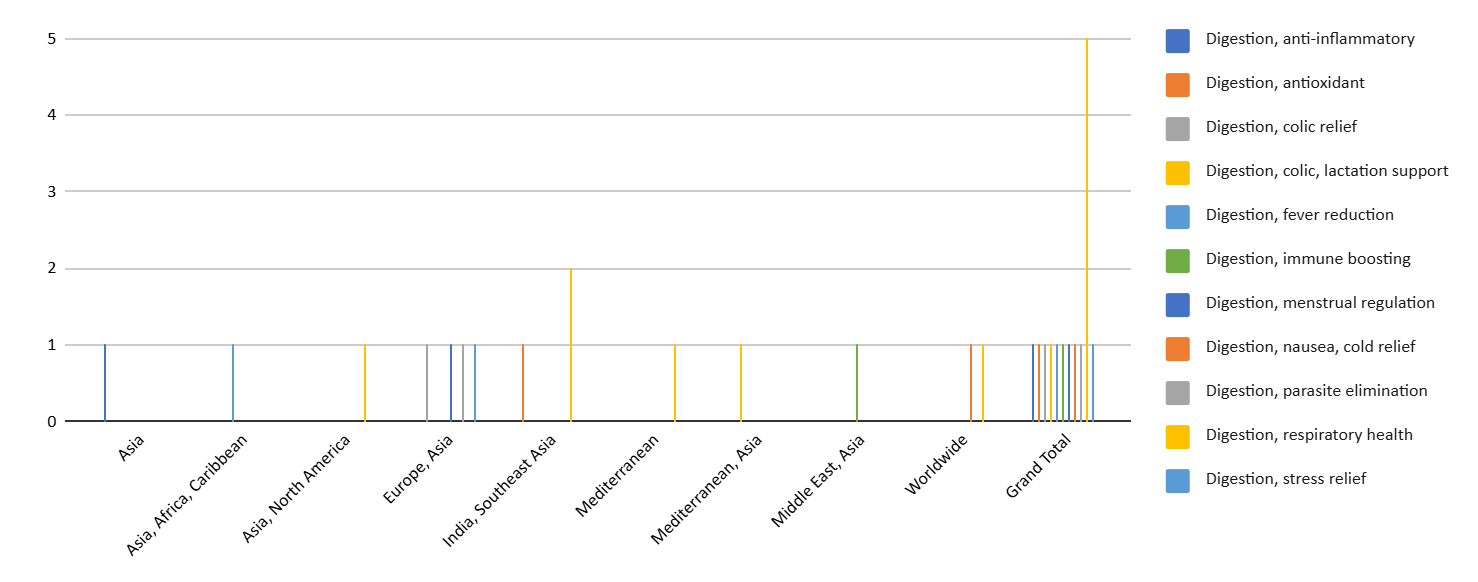 5
4
3
2
1
0
Asia
Asia, Africa, Caribbean
Asia, North America
Europe, Asia
India, Southeast Asia
Mediterranean
Mediterranean, Asia
Middle East, Asia
Worldwide
Grand Total
Digestion, anti-inflammatory
Digestion, antioxidant
Digestion, colic relief
Digestion, colic, lactation support
Digestion, fever reduction
Digestion, immune boosting
Digestion, menstrual regulation
Digestion, nausea, cold relief
Digestion, parasite elimination
Digestion, respiratory health
Digestion, stress relief